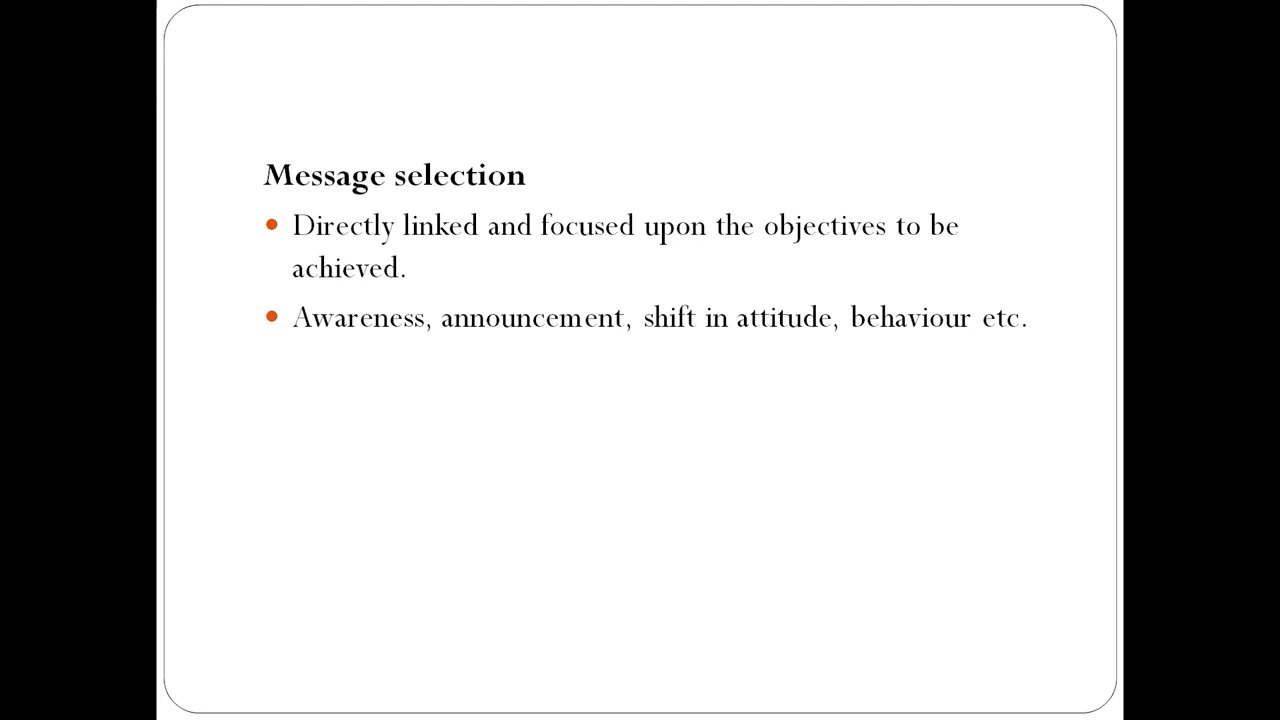 Message selection
Directly linked and focused upon the objectives to be
achieved.
Awareness, announcement, shift in attitude, behaviour etc.